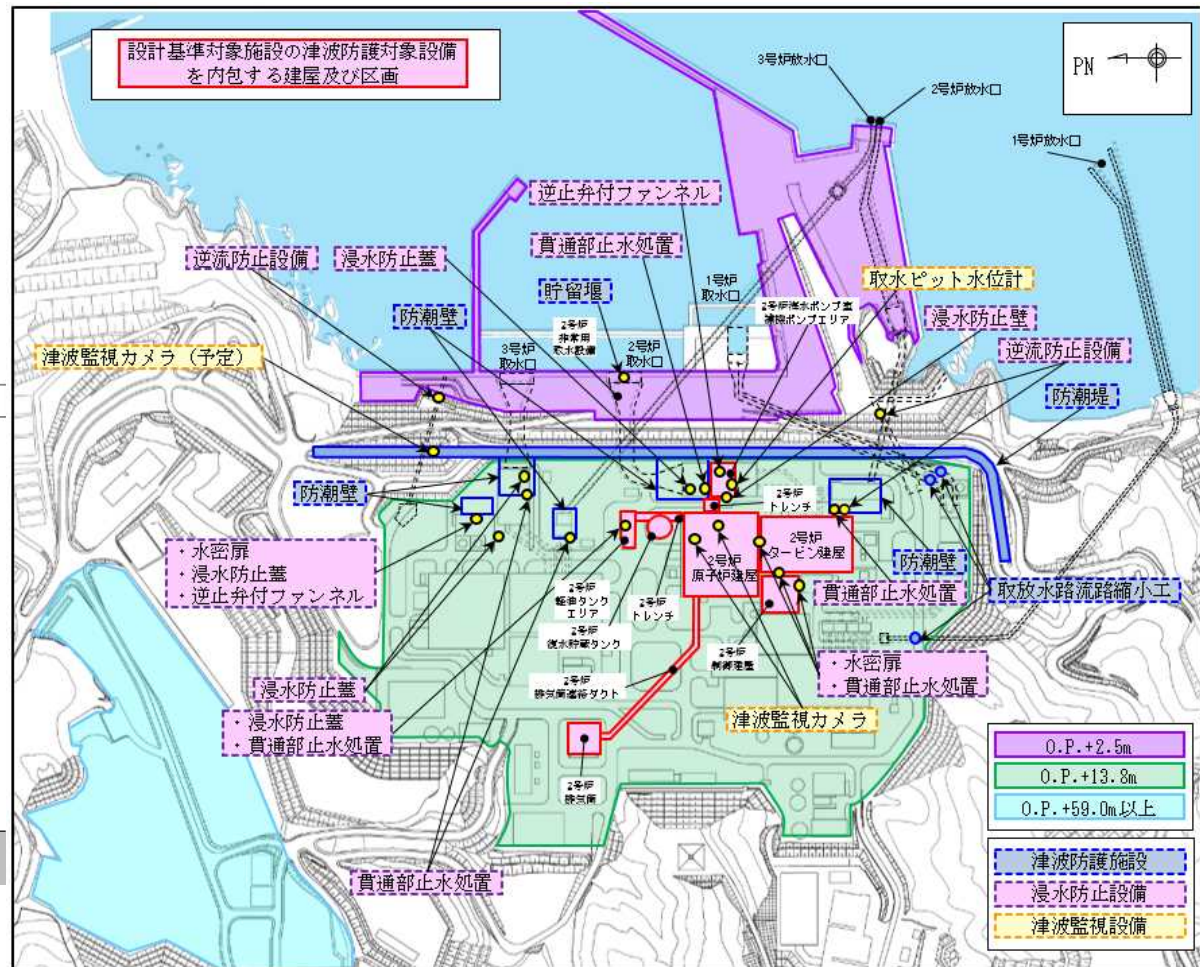 設計基準対象施設の津波防護対象設備
を内包する建屋及び区画
PN
3号炉放水口
2号炉放水口
1号炉放水口
逆止弁付ファンネル
貫通部止水処置
逆流防止設備
浸水防止蓋
貯留堰
防潮壁
津波監視カメラ（予定）
2号炉
非常用
取水設備
3号炉
取水口
2号炉
取水口
1号炉
取水口
2号炉海水ポンプ室
補機ポンプエリア
取水ピット水位計
浸水防止壁
逆流防止設備
防潮堤
防潮壁
・水密扉
・浸水防止蓋
・逆止弁付ファンネル
2号炉
トレンチ
2号炉
原子炉建屋
2号炉
タービン建屋
防潮壁
貫通部止水処置
取放水路流路縮小工
2号炉
軽油タンク
エリア
2号炉
復水貯蔵タンク
2号炉
トレンチ
2号炉
制御建屋
・水密扉
・貫通部止水処置
浸水防止蓋
・浸水防止蓋
・貫通部止水処置
2号炉
排気筒連絡ダクト
津波監視カメラ
2号炉
排気筒
貫通部止水処置
O.P.+2.5m
O.P.+13.8m
O.P.+59.0m以上
津波防護施設
浸水防止設備
津波監視設備